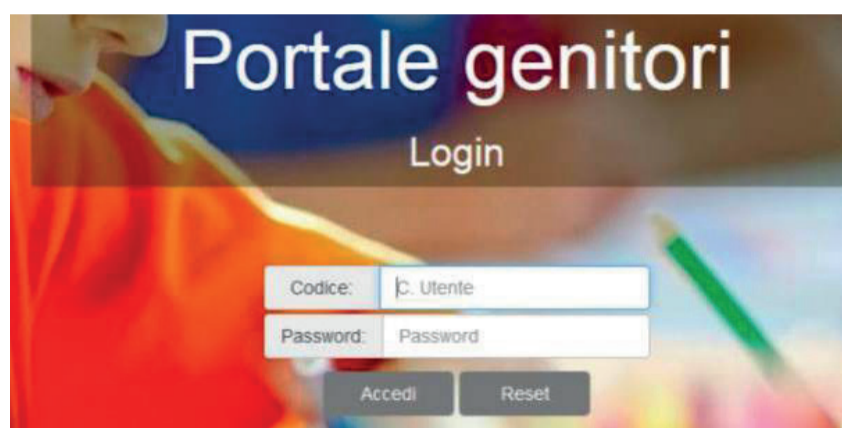 Portale genitori
Login
Codice: C. Utente
Password: Password
Accedi Reset